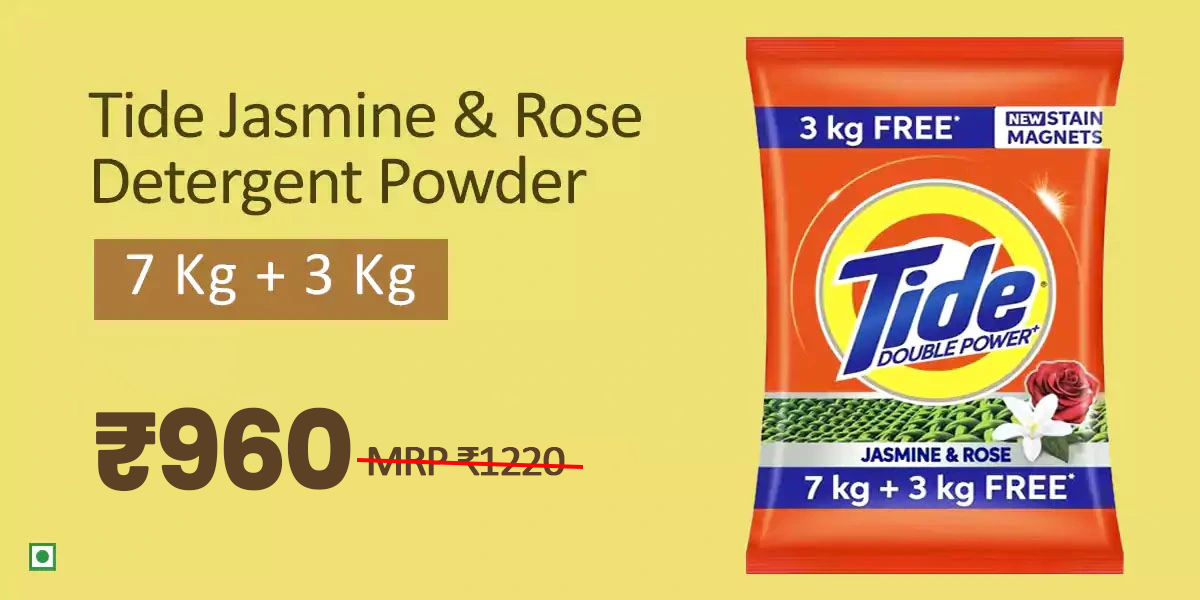 Tide Jasmine & Rose
Detergent Powder
7 Kg + 3 Kg
₹960 MRP ₹1220
3 kg FREE*
NEW STAIN
MAGNETS
Tide®
DOUBLE POWER+
JASMINE & ROSE
7 kg + 3 kg FREE*